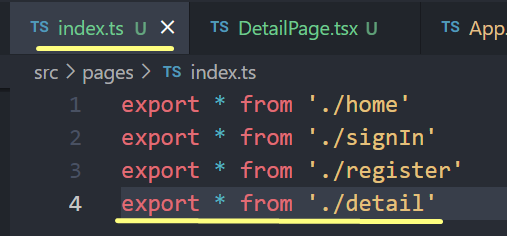 TS index.ts U × TS DetailPage.tsx U TS App.
src > pages > TS index.ts
1 export * from './home'
2 export * from './signIn'
3 export * from './register'
4 export * from './detail'